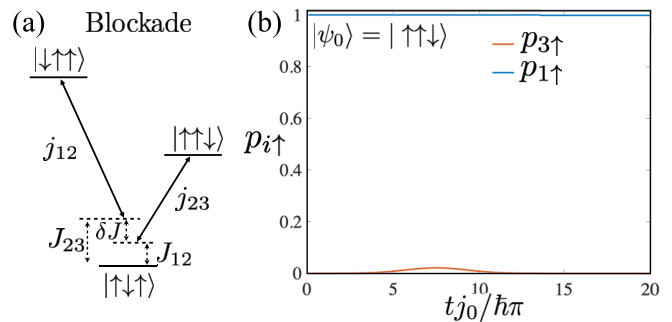 (a) Blockade
|↓↑↑⟩
j₁₂
|↑↑↓⟩
j₂₃
J₂₃
δJ
J₁₂
|↑↓↑⟩
(b)
|ψ₀⟩ = | ↑↑↓⟩
p₃↑
p₁↑
pᵢ↑
1
0.8
0.6
0.4
0.2
0
0 5 10 15 20
tj₀/ħπ